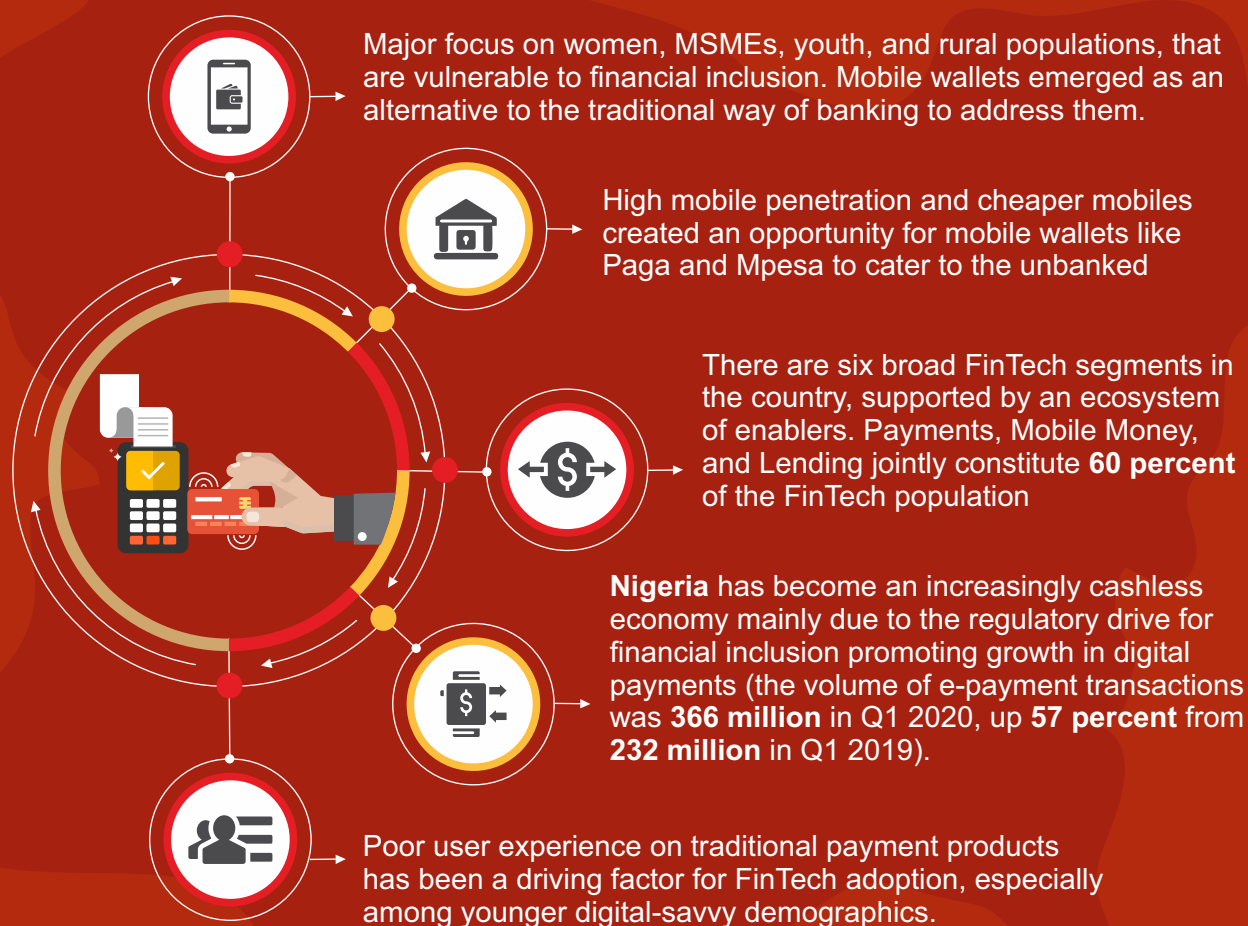 Major focus on women, MSMEs, youth, and rural populations, that
are vulnerable to financial inclusion. Mobile wallets emerged as an
alternative to the traditional way of banking to address them.
High mobile penetration and cheaper mobiles
created an opportunity for mobile wallets like
Paga and Mpesa to cater to the unbanked
There are six broad FinTech segments in
the country, supported by an ecosystem
of enablers. Payments, Mobile Money,
and Lending jointly constitute 60 percent
of the FinTech population
Nigeria has become an increasingly cashless
economy mainly due to the regulatory drive for
financial inclusion promoting growth in digital
payments (the volume of e-payment transactions
was 366 million in Q1 2020, up 57 percent from
232 million in Q1 2019).
Poor user experience on traditional payment products
has been a driving factor for FinTech adoption, especially
among younger digital-savvy demographics.